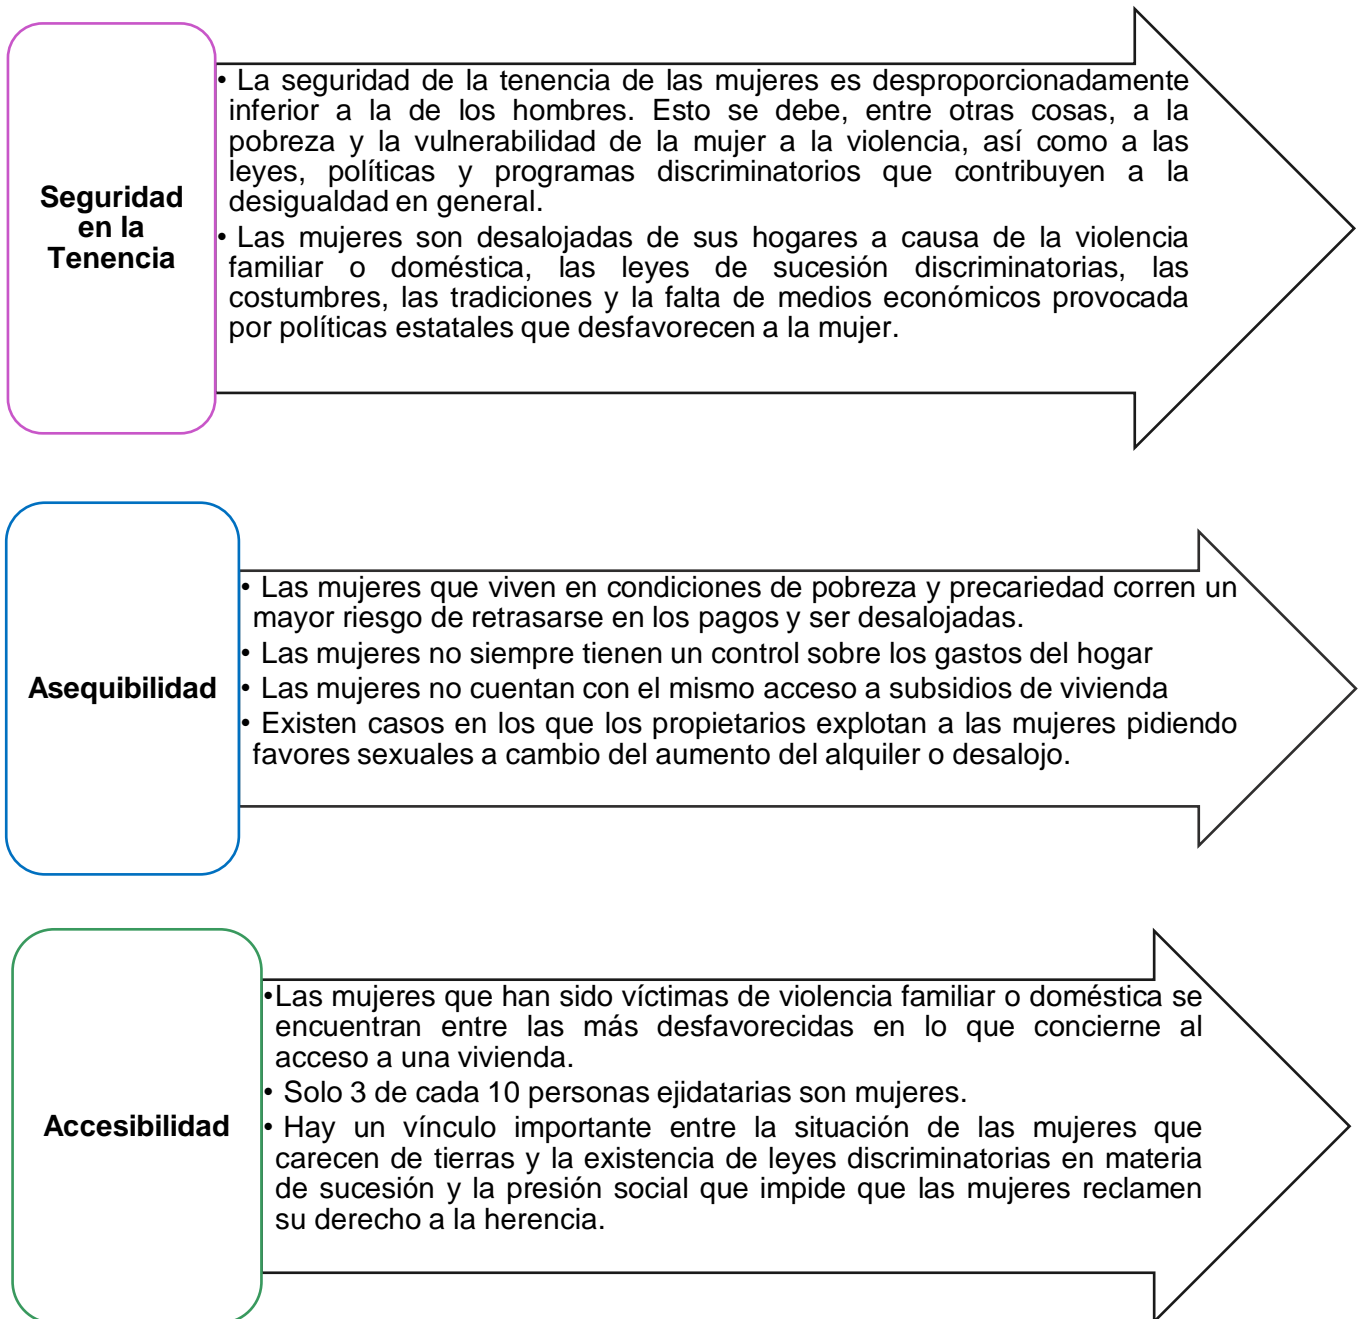 Seguridad
en la
Tenencia
• La seguridad de la tenencia de las mujeres es desproporcionadamente
inferior a la de los hombres. Esto se debe, entre otras cosas, a la
pobreza y la vulnerabilidad de la mujer a la violencia, así como a las
leyes, políticas y programas discriminatorios que contribuyen a la
desigualdad en general.
• Las mujeres son desalojadas de sus hogares a causa de la violencia
familiar o doméstica, las leyes de sucesión discriminatorias, las
costumbres, las tradiciones y la falta de medios económicos provocada
por políticas estatales que desfavorecen a la mujer.
Asequibilidad
• Las mujeres que viven en condiciones de pobreza y precariedad corren un
mayor riesgo de retrasarse en los pagos y ser desalojadas.
• Las mujeres no siempre tienen un control sobre los gastos del hogar
• Las mujeres no cuentan con el mismo acceso a subsidios de vivienda
• Existen casos en los que los propietarios explotan a las mujeres pidiendo
favores sexuales a cambio del aumento del alquiler o desalojo.
Accesibilidad
•Las mujeres que han sido víctimas de violencia familiar o doméstica se
encuentran entre las más desfavorecidas en lo que concierne al
acceso a una vivienda.
• Solo 3 de cada 10 personas ejidatarias son mujeres.
• Hay un vínculo importante entre la situación de las mujeres que
carecen de tierras y la existencia de leyes discriminatorias en materia
de sucesión y la presión social que impide que las mujeres reclamen
su derecho a la herencia.